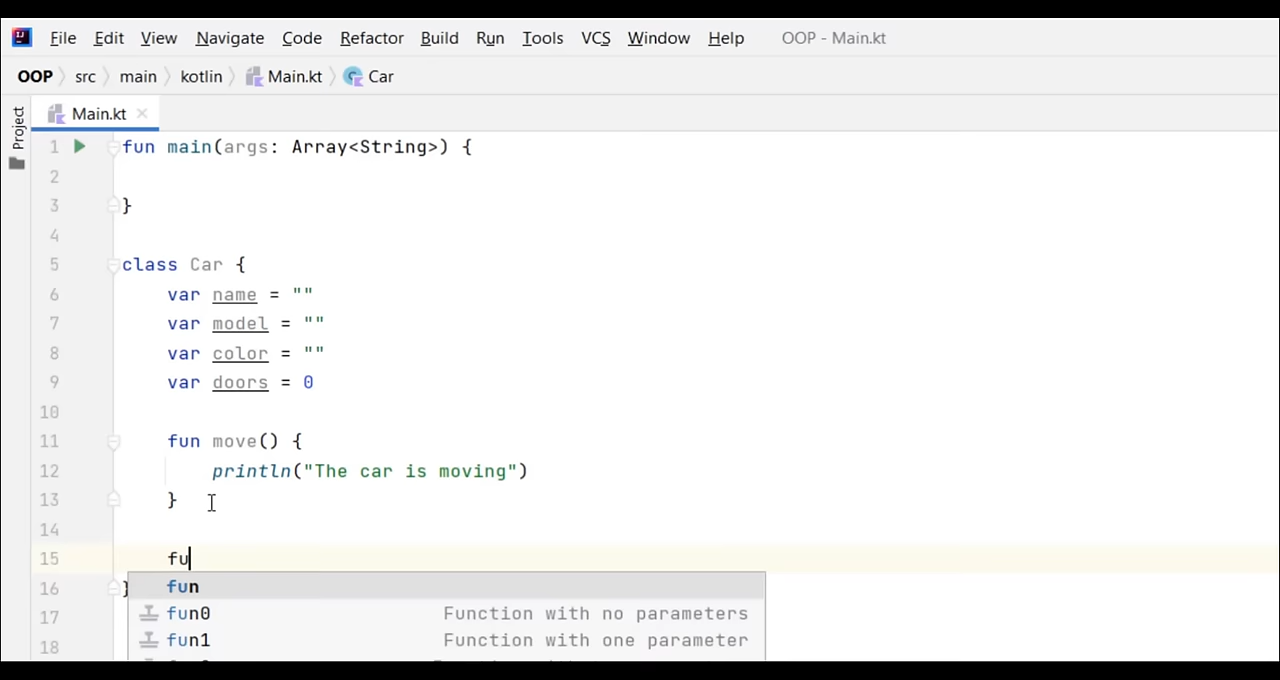 File Edit View Navigate Code Refactor Build Run Tools VCS Window Help OOP - Main.kt
OOP src main kotlin Main.kt Car
Main.kt
Project
1 fun main(args: Array<String>) {
2
3 }
4
5 class Car {
6 var name = ""
7 var model = ""
8 var color = ""
9 var doors = 0
10
11 fun move() {
12 println("The car is moving")
13 }
14
15 fu
16 }
fun
17 fun0 Function with no parameters
18 fun1 Function with one parameter